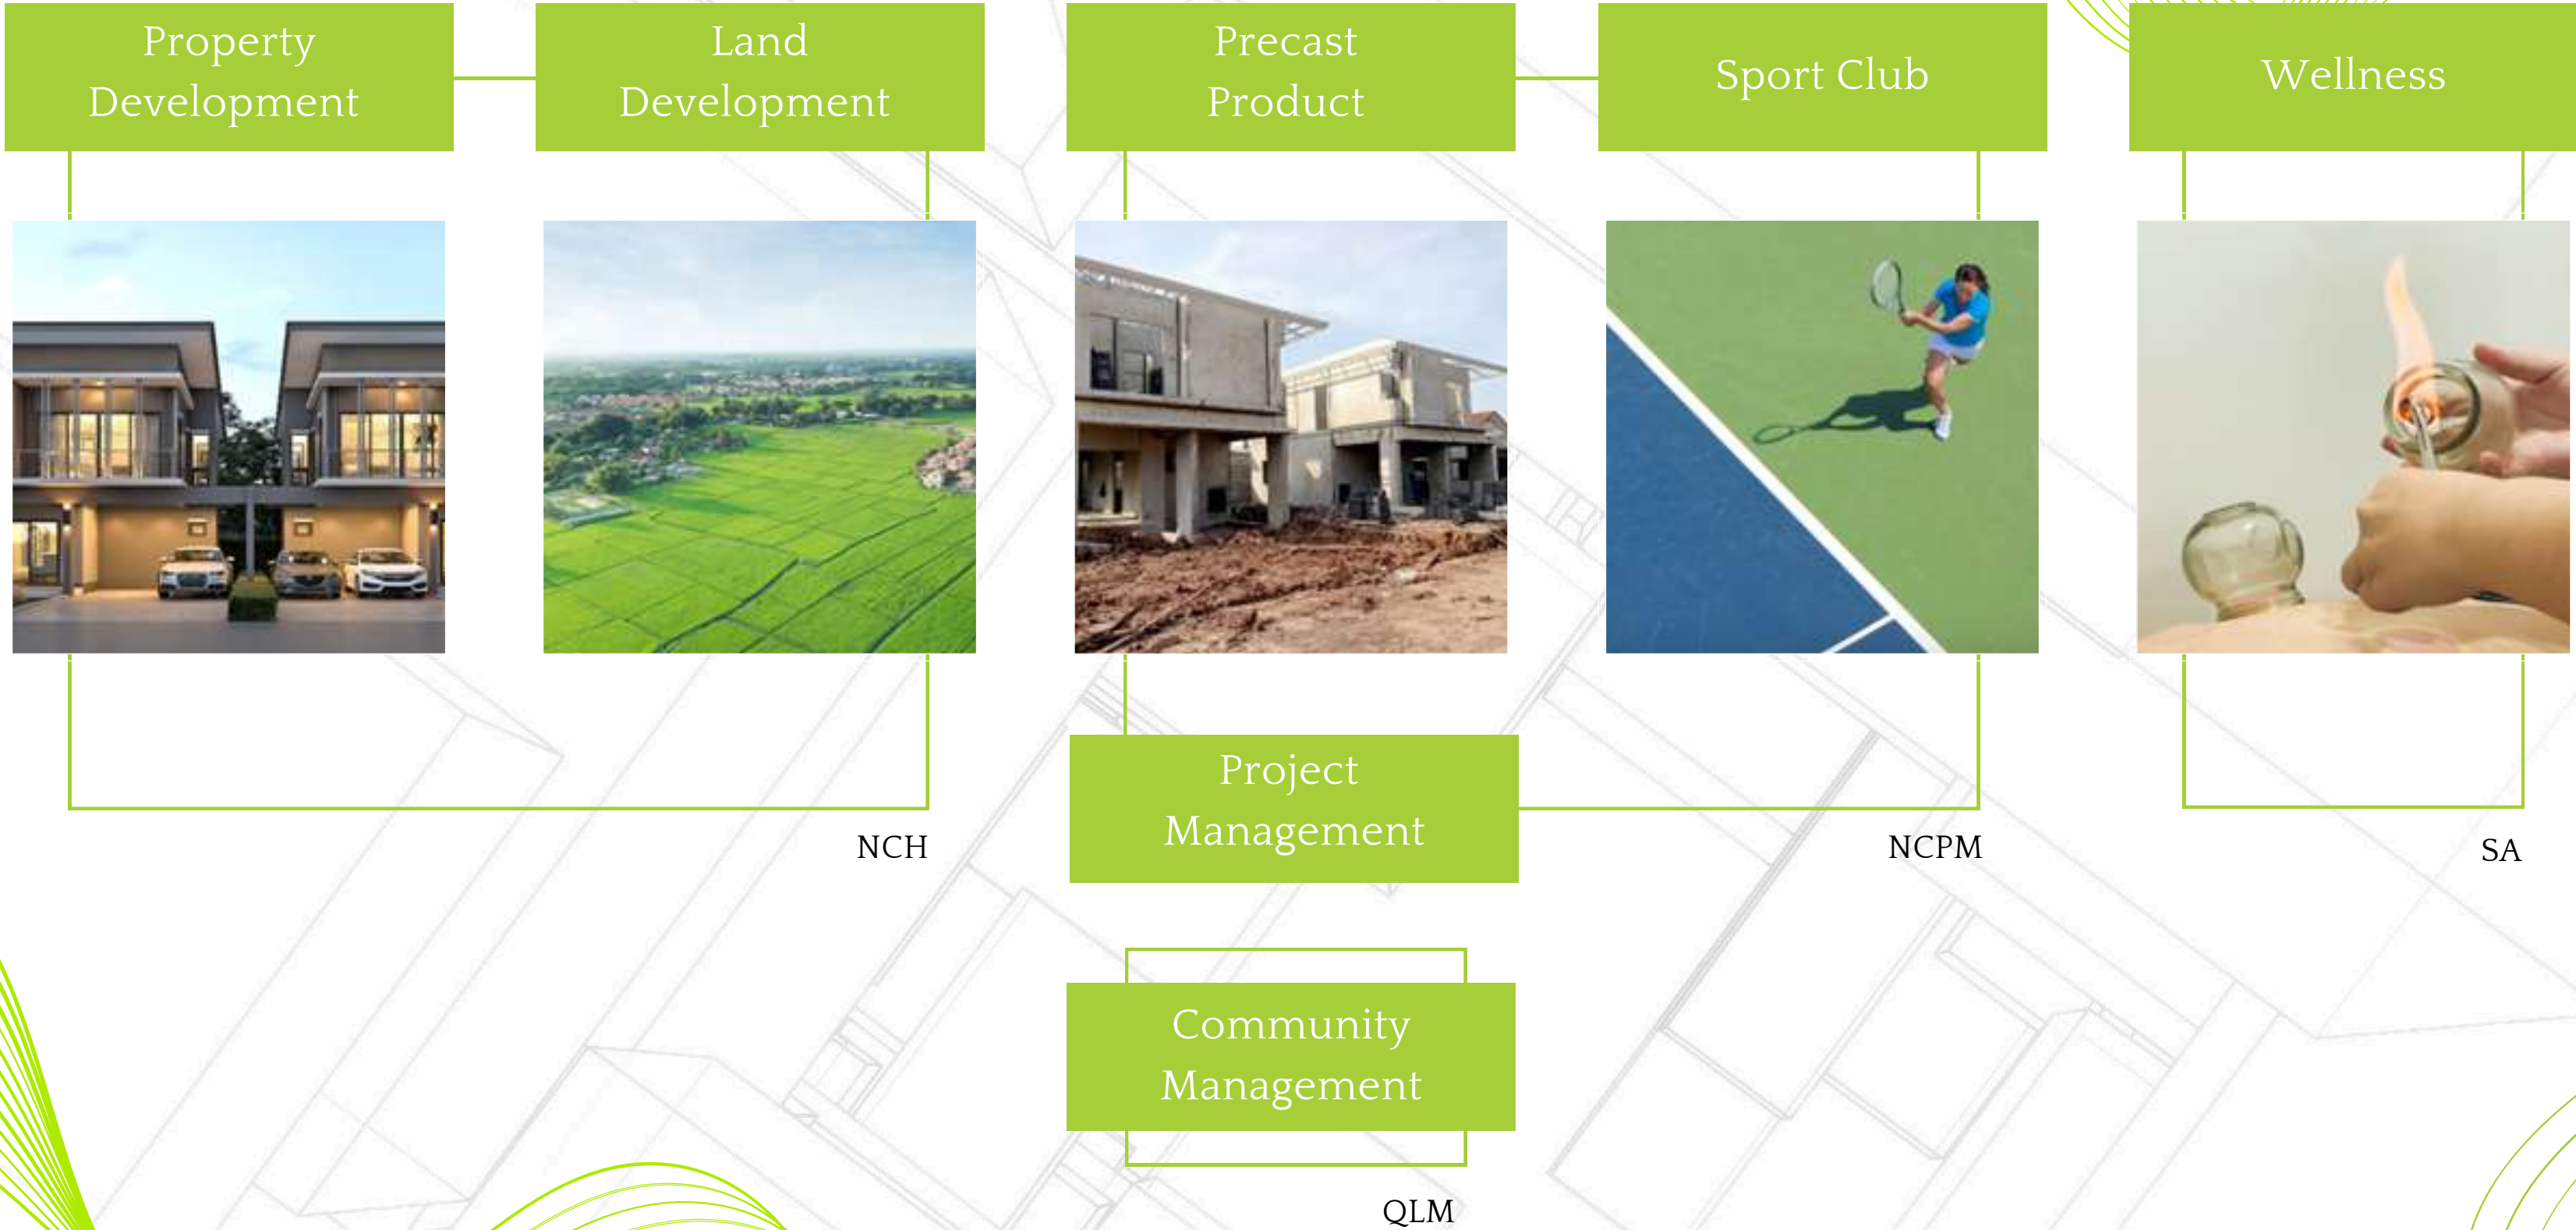 Property
Development
Land
Development
Precast
Product
Sport Club
Wellness
Project
Management
NCH
NCPM
SA
Community
Management
QLM